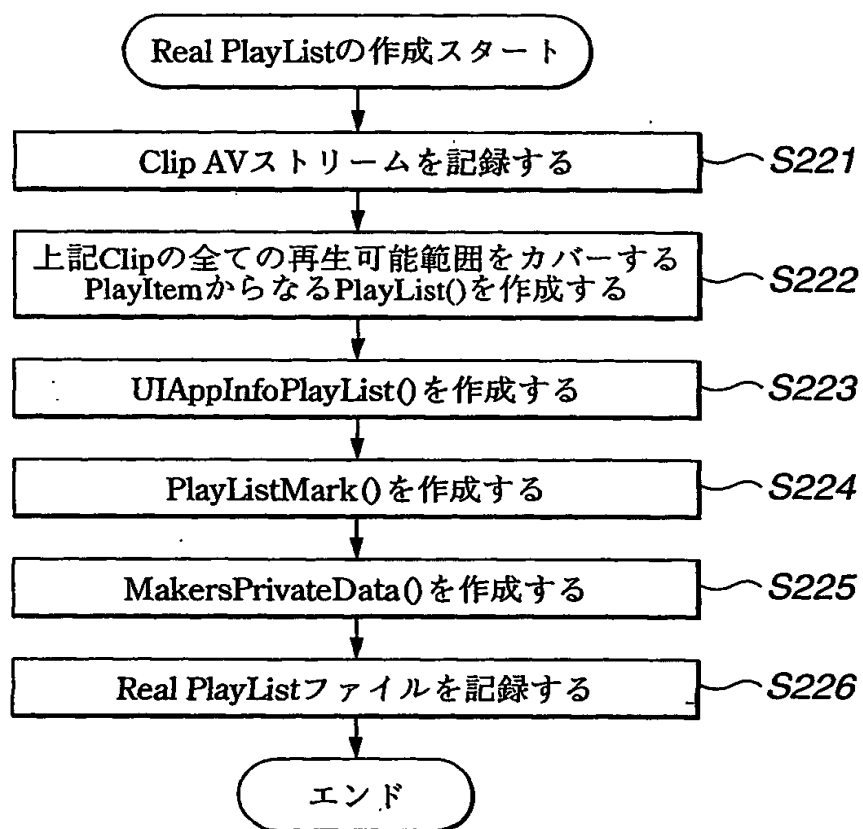 Real PlayListの作成スタート
Clip AVストリームを記録する
S221
上記Clipの全ての再生可能範囲をカバーする
PlayItemからなるPlayList()を作成する
S222
UIAppInfoPlayList()を作成する
S223
PlayListMark()を作成する
S224
MakersPrivateData()を作成する
S225
Real PlayListファイルを記録する
S226
エンド